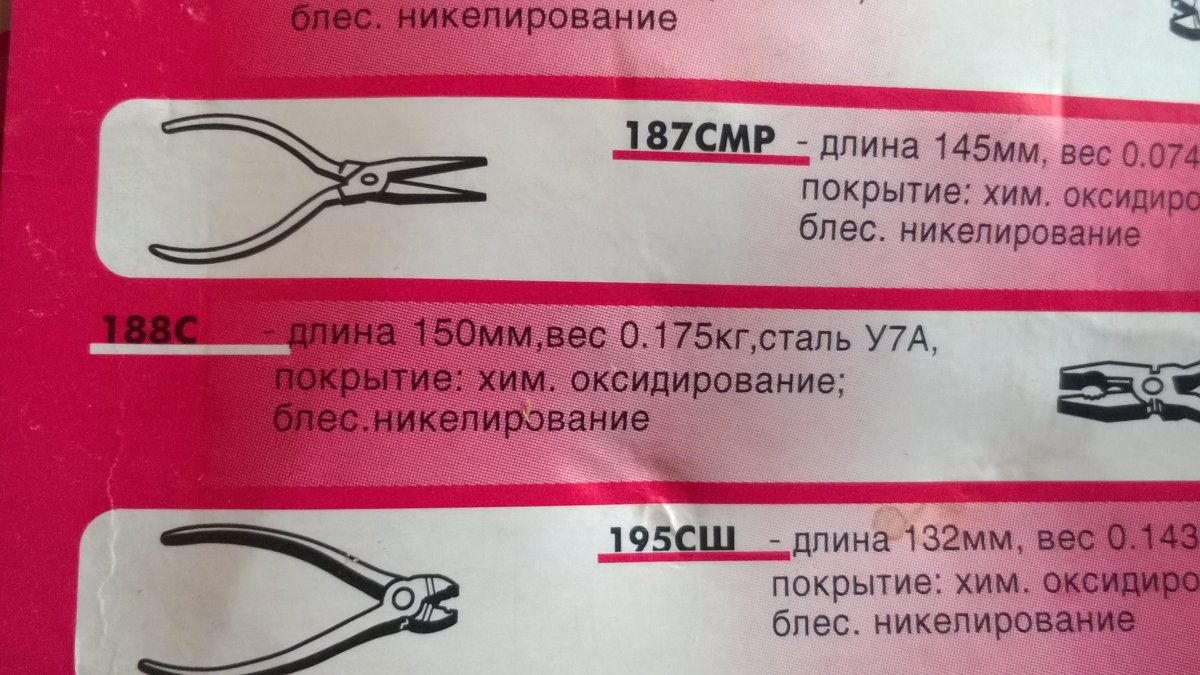 блес. никелирование
187СМР - длина 145мм, вес 0.074
покрытие: хим. оксидиро
блес. никелирование
188С - длина 150мм,вес 0.175кг,сталь У7А,
покрытие: хим. оксидирование;
блес.никелирование
195СШ - длина 132мм, вес 0.143
покрытие: хим. оксидиро
блес. никелирование